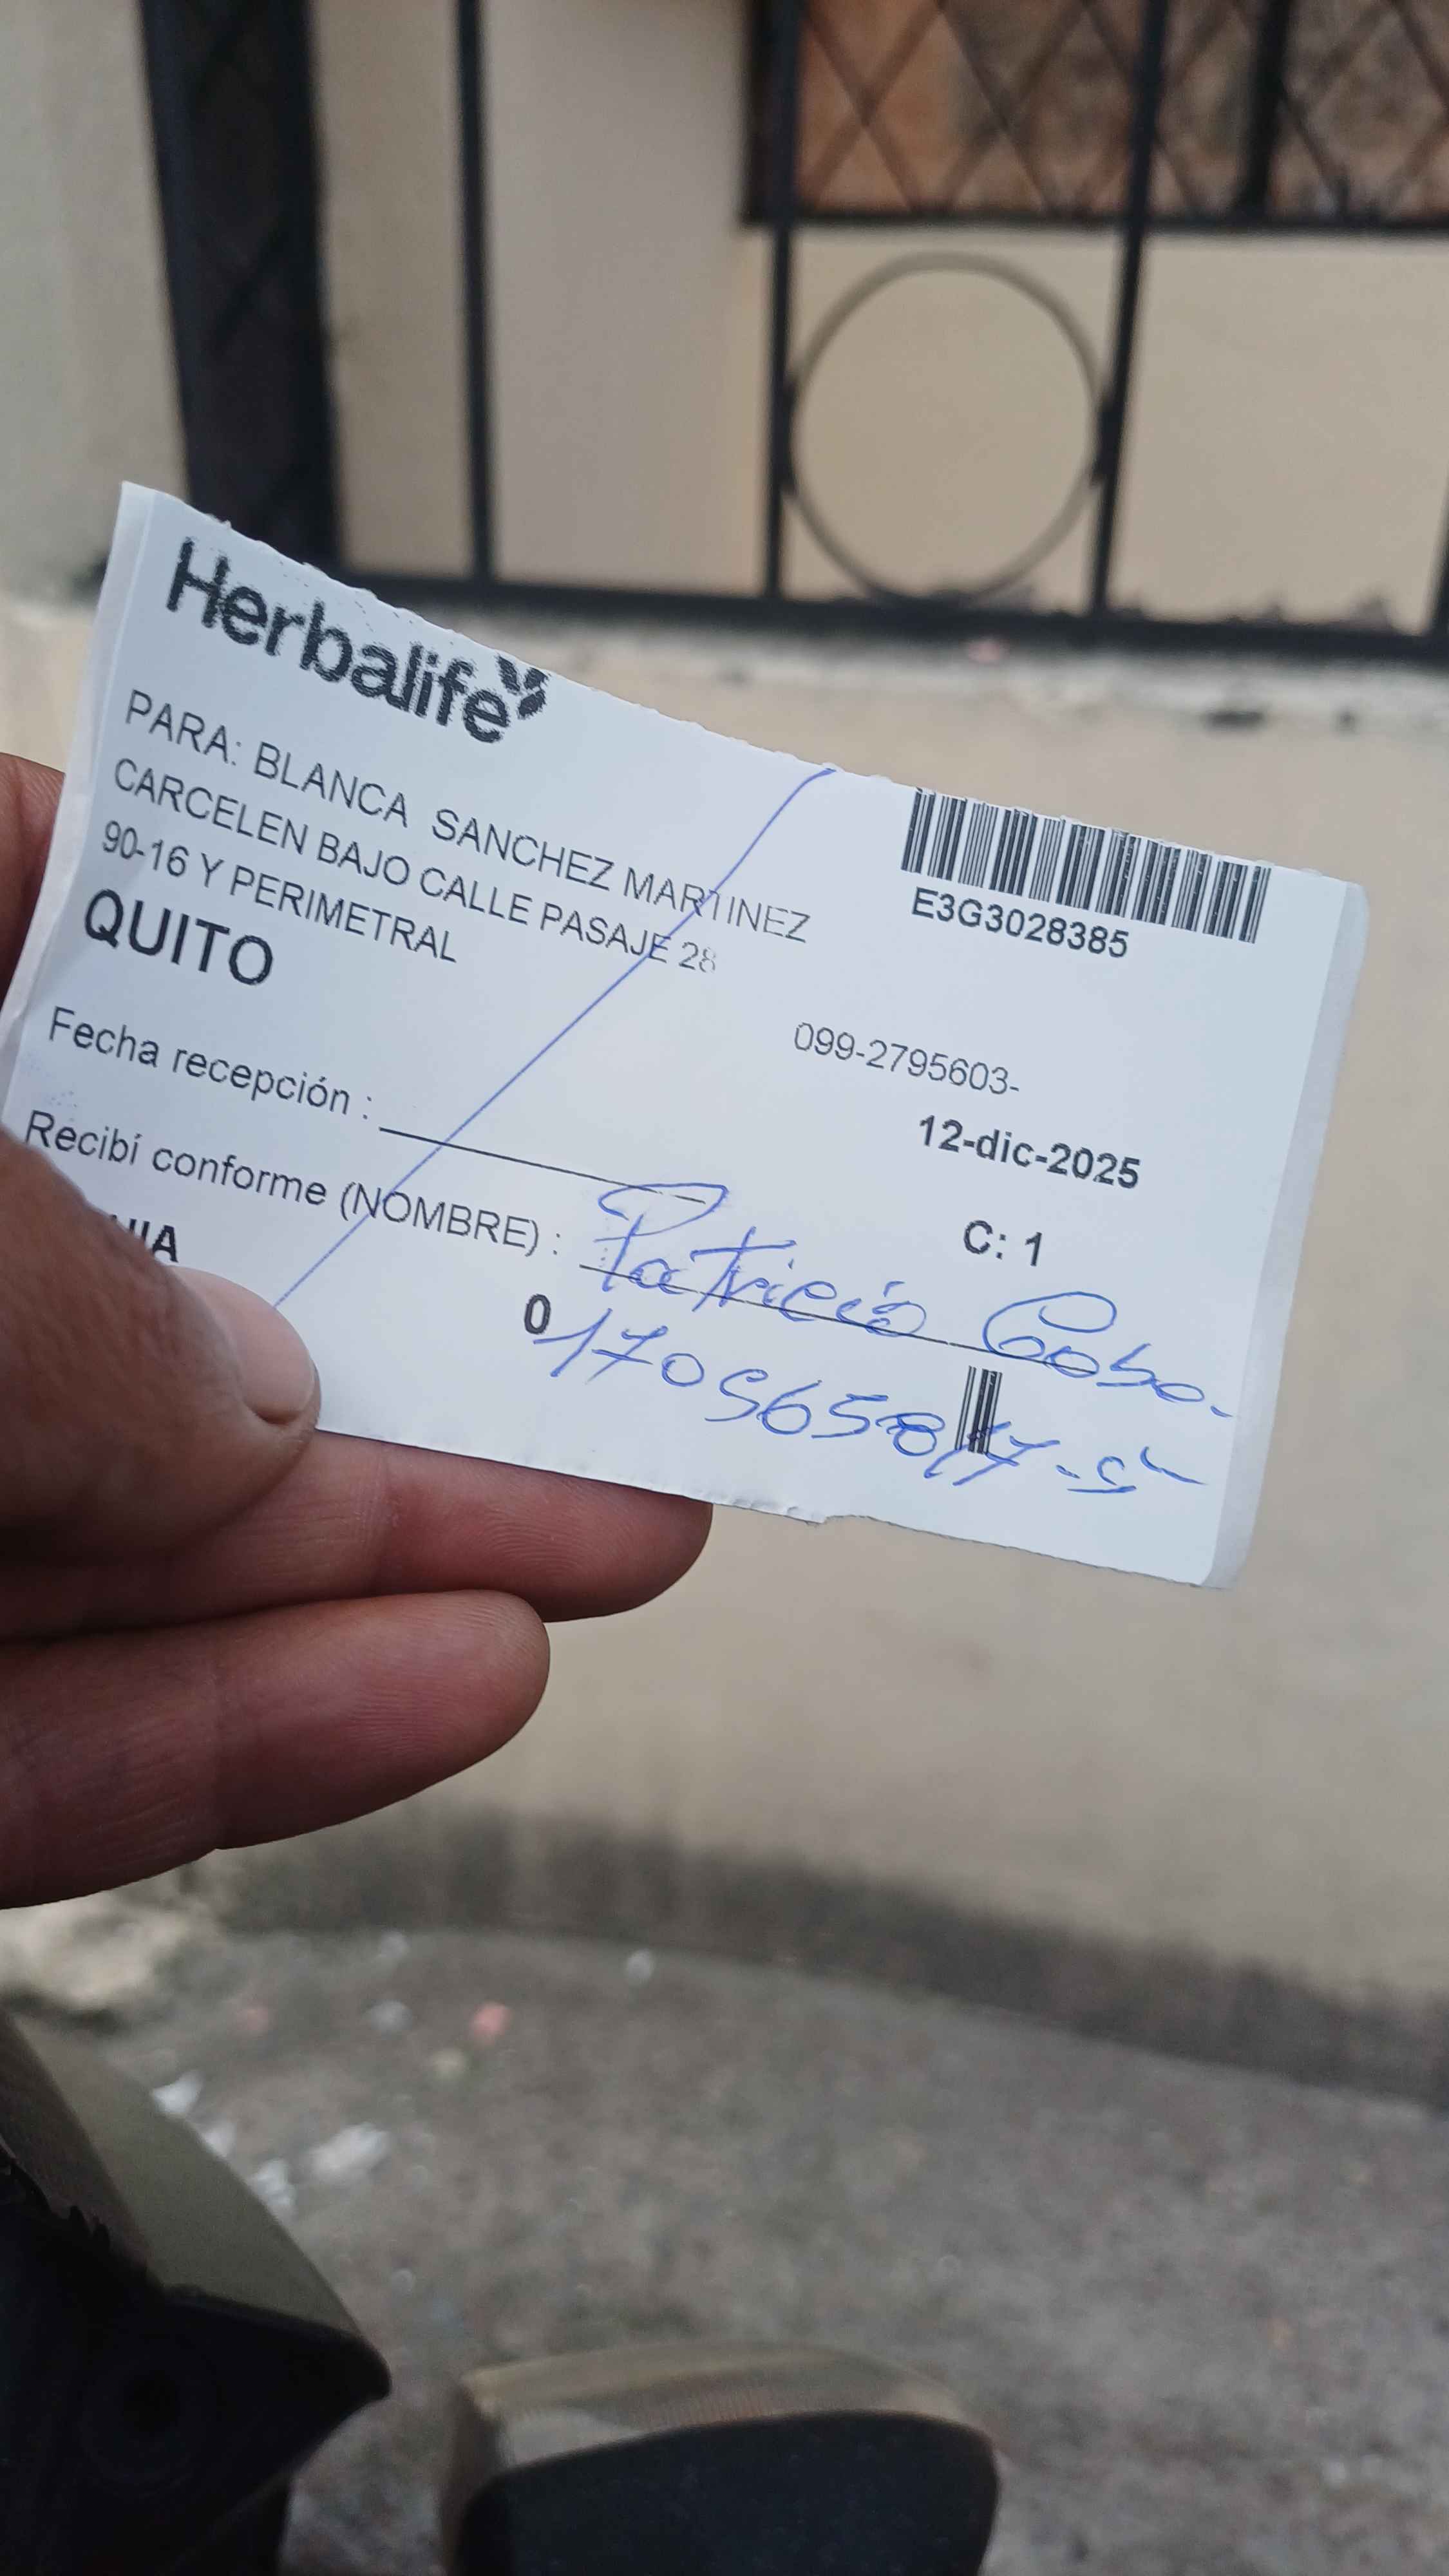 Herbalife
PARA: BLANCA SANCHEZ MARTINEZ
CARCELEN BAJO CALLE PASAJE 28
90-16 Y PERIMETRAL
QUITO
E3G3028385
099-2795603-
12-dic-2025
Fecha recepción :
C: 1
Recibí conforme (NOMBRE) : Patricio Cobo.
0